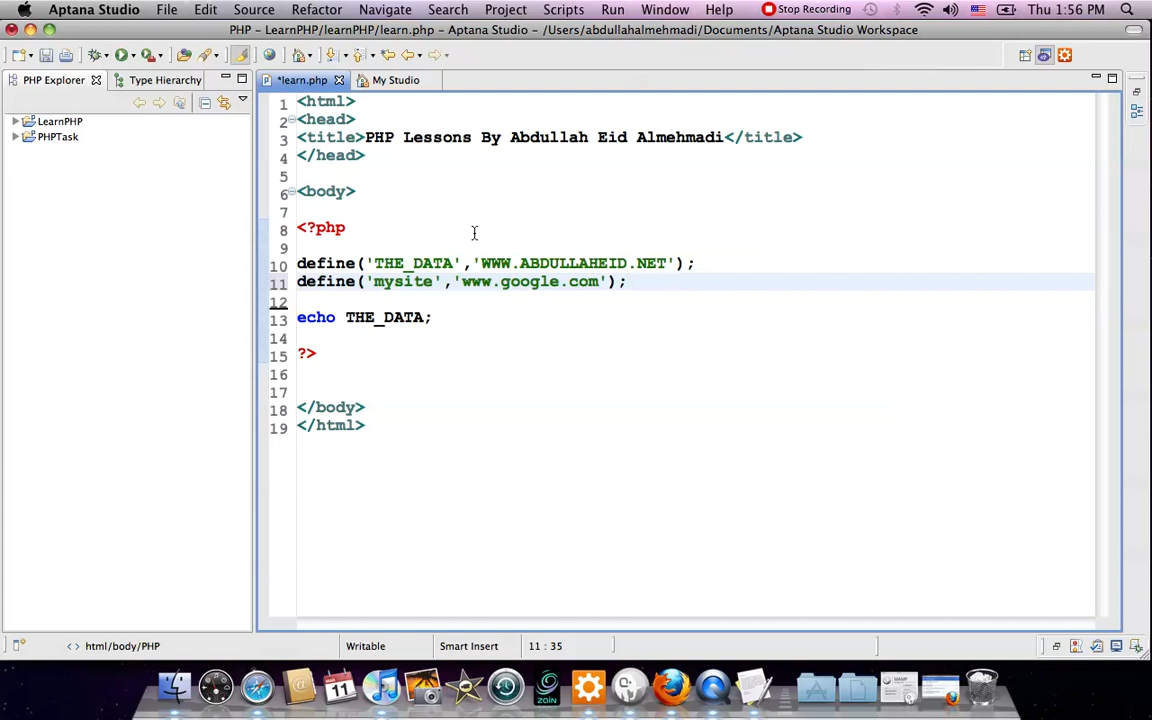 Aptana Studio File Edit Source Refactor Navigate Search Scripts Run Window Help Stop Recording Thu 1:56 PM
PHP - LearnPHP/learnPHP/learn.php - Aptana Studio - /Users/abdullahalmehmadi/Documents/Aptana Studio Workspace
PHP Explorer Type Hierarchy *learn.php My Studio
LearnPHP
PHPTask
1 <html>
2 <head>
3 <title>PHP Lessons By Abdullah Eid Almehmadi</title>
4 </head>
5
6 <body>
7
8 <?php
9
10 define('THE_DATA','WWW.ABDULLAHEID.NET');
11 define('mysite','www.google.com');
12
13 echo THE_DATA;
14
15 ?>
16
17
18 </body>
19 </html>
<> html/body/PHP Writable Smart Insert 11 : 35
MAR
11
zain